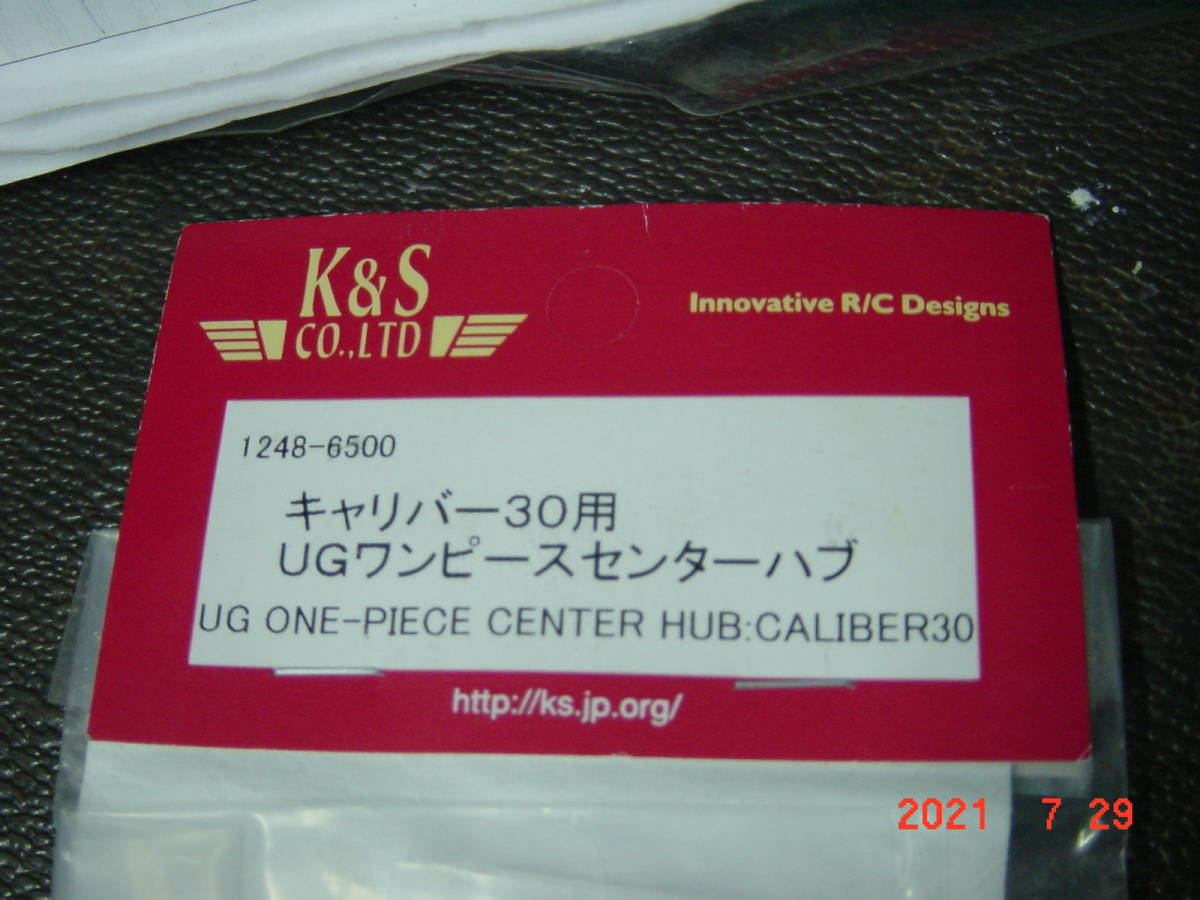 K&S
CO.,LTD
Innovative R/C Designs
1248-6500
キャリバー30用
UGワンピースセンターハブ
UG ONE-PIECE CENTER HUB:CALIBER30
http://ks.jp.org/
2021 7 29